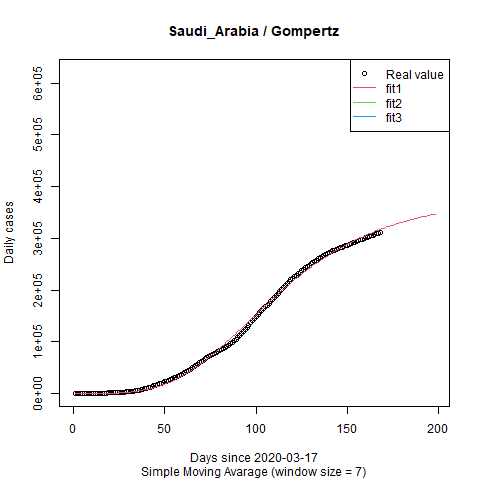 Saudi_Arabia / Gompertz
Real value
fit1
fit2
fit3
Daily cases
6e+05
5e+05
4e+05
3e+05
2e+05
1e+05
0e+00
0 50 100 150 200
Days since 2020-03-17
Simple Moving Avarage (window size = 7)